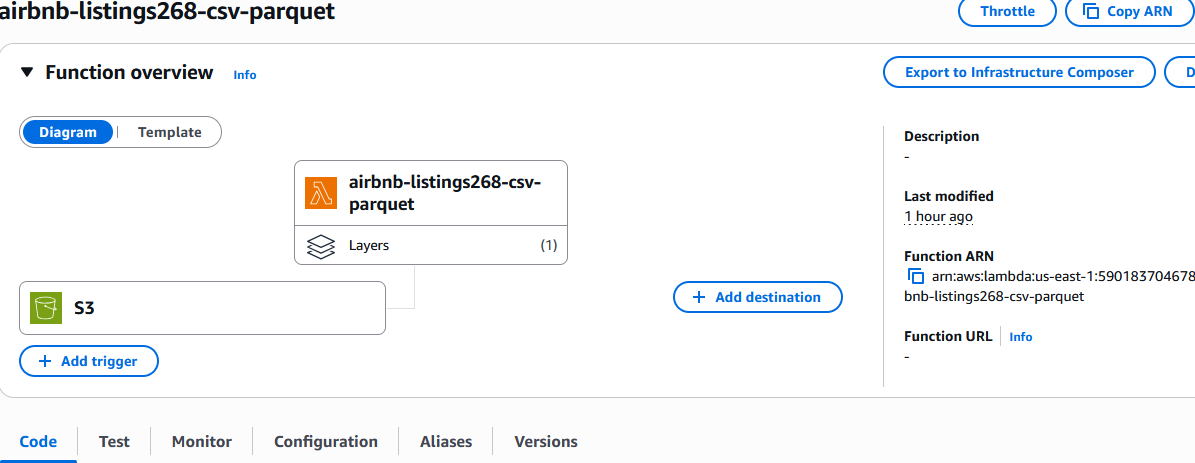 airbnb-listings268-csv-parquet
Throttle
Copy ARN
Function overview
Info
Export to Infrastructure Composer
D
Diagram
Template
airbnb-listings268-csv-
parquet
Layers
(1)
S3
+ Add destination
+ Add trigger
Description
-
Last modified
1 hour ago
Function ARN
arn:aws:lambda:us-east-1:590183704678
bnb-listings268-csv-parquet
Function URL
Info
-
Code
Test
Monitor
Configuration
Aliases
Versions